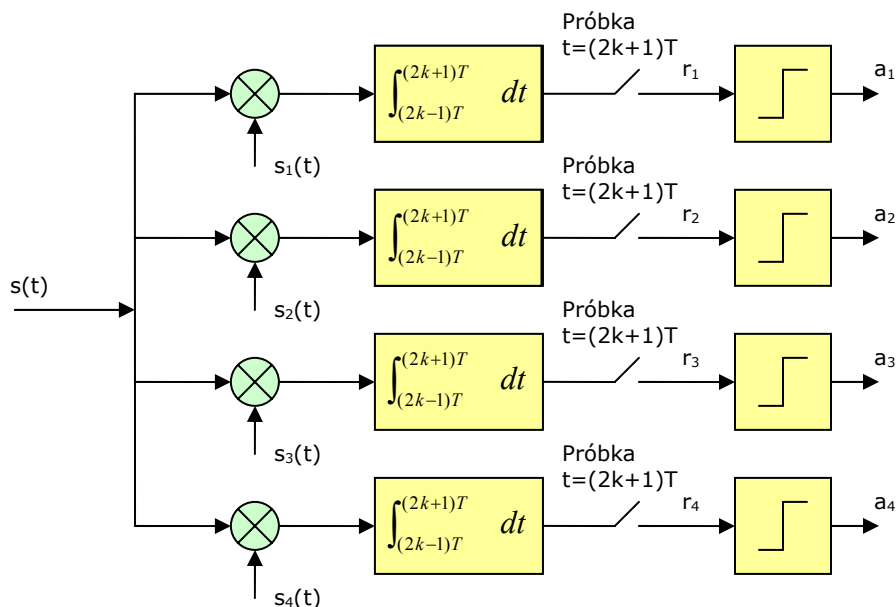 Próbka
t=(2k+1)T
∫(2k−1)T(2k+1)T dt
r1
a1
s1(t)
Próbka
t=(2k+1)T
∫(2k−1)T(2k+1)T dt
r2
a2
s(t)
s2(t)
Próbka
t=(2k+1)T
∫(2k−1)T(2k+1)T dt
r3
a3
s3(t)
Próbka
t=(2k+1)T
∫(2k−1)T(2k+1)T dt
r4
a4
s4(t)